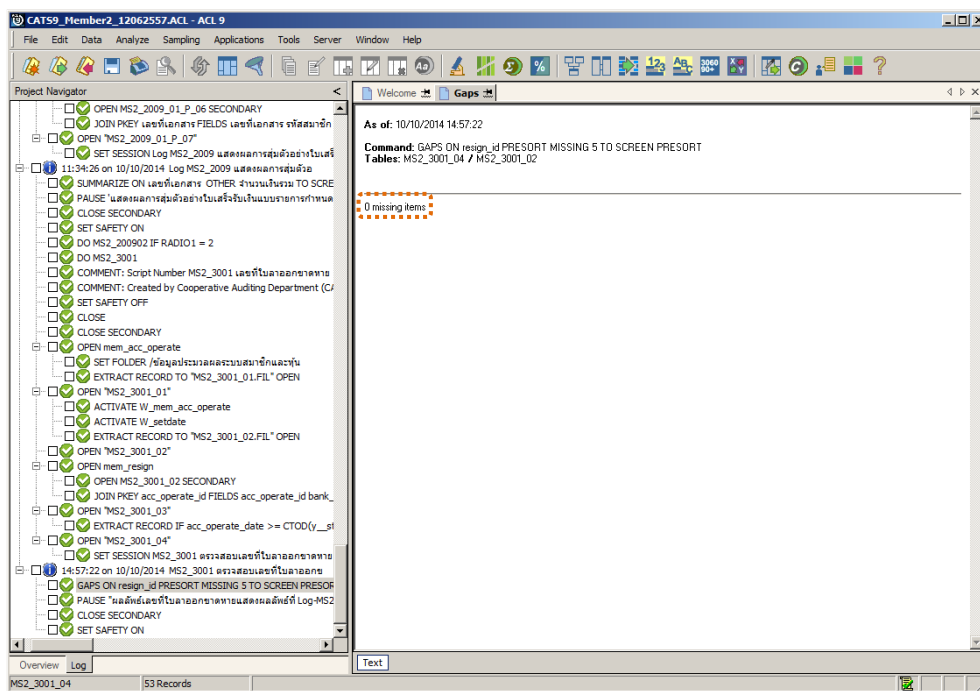 CATS9_Member2_12062557.ACL - ACL 9
File Edit Data Analyze Sampling Applications Tools Server Window Help
Project Navigator <
Welcome Gaps
OPEN MS2_2009_01_P_06 SECONDARY
JOIN PKEY เลขที่เอกสาร FIELDS เลขที่เอกสาร รหัสสมาชิก
OPEN "MS2_2009_01_P_07"
SET SESSION Log MS2_2009 แสดงผลการสุ่มตัวอย่างใบเสร็
11:34:26 on 10/10/2014 Log MS2_2009 แสดงผลการสุ่มตัวอ
SUMMARIZE ON เลขที่เอกสาร OTHER จำนวนเงินรวม TO SCRE
PAUSE 'แสดงผลการสุ่มตัวอย่างใบเสร็จรับเงินแบบรายการกำหนด
CLOSE SECONDARY
SET SAFETY ON
DO MS2_200902 IF RADIO1 = 2
DO MS2_3001
COMMENT: Script Number MS2_3001 เลขที่ใบลาออกขาดหาย
COMMENT: Created by Cooperative Auditing Department (CA
SET SAFETY OFF
CLOSE
CLOSE SECONDARY
OPEN mem_acc_operate
SET FOLDER /ข้อมูลประมวลผลระบบสมาชิกและหุ้น
EXTRACT RECORD TO "MS2_3001_01.FIL" OPEN
OPEN "MS2_3001_01"
ACTIVATE W_mem_acc_operate
ACTIVATE W_setdate
EXTRACT RECORD TO "MS2_3001_02.FIL" OPEN
OPEN "MS2_3001_02"
OPEN mem_resign
OPEN MS2_3001_02 SECONDARY
JOIN PKEY acc_operate_id FIELDS acc_operate_id bank_
OPEN "MS2_3001_03"
EXTRACT RECORD IF acc_operate_date >= CTOD(y__st
OPEN "MS2_3001_04"
SET SESSION MS2_3001 ตรวจสอบเลขที่ใบลาออกขาดหาย
14:57:22 on 10/10/2014 MS2_3001 ตรวจสอบเลขที่ใบลาออกข
GAPS ON resign_id PRESORT MISSING 5 TO SCREEN PRESOR
PAUSE "ผลลัพธ์เลขที่ใบลาออกขาดหายแสดงผลลัพธ์ที่ Log-MS2
CLOSE SECONDARY
SET SAFETY ON
Overview Log
As of: 10/10/2014 14:57:22
Command: GAPS ON resign_id PRESORT MISSING 5 TO SCREEN PRESORT
Tables: MS2_3001_04 / MS2_3001_02
0 missing items
Text
MS2_3001_04 53 Records